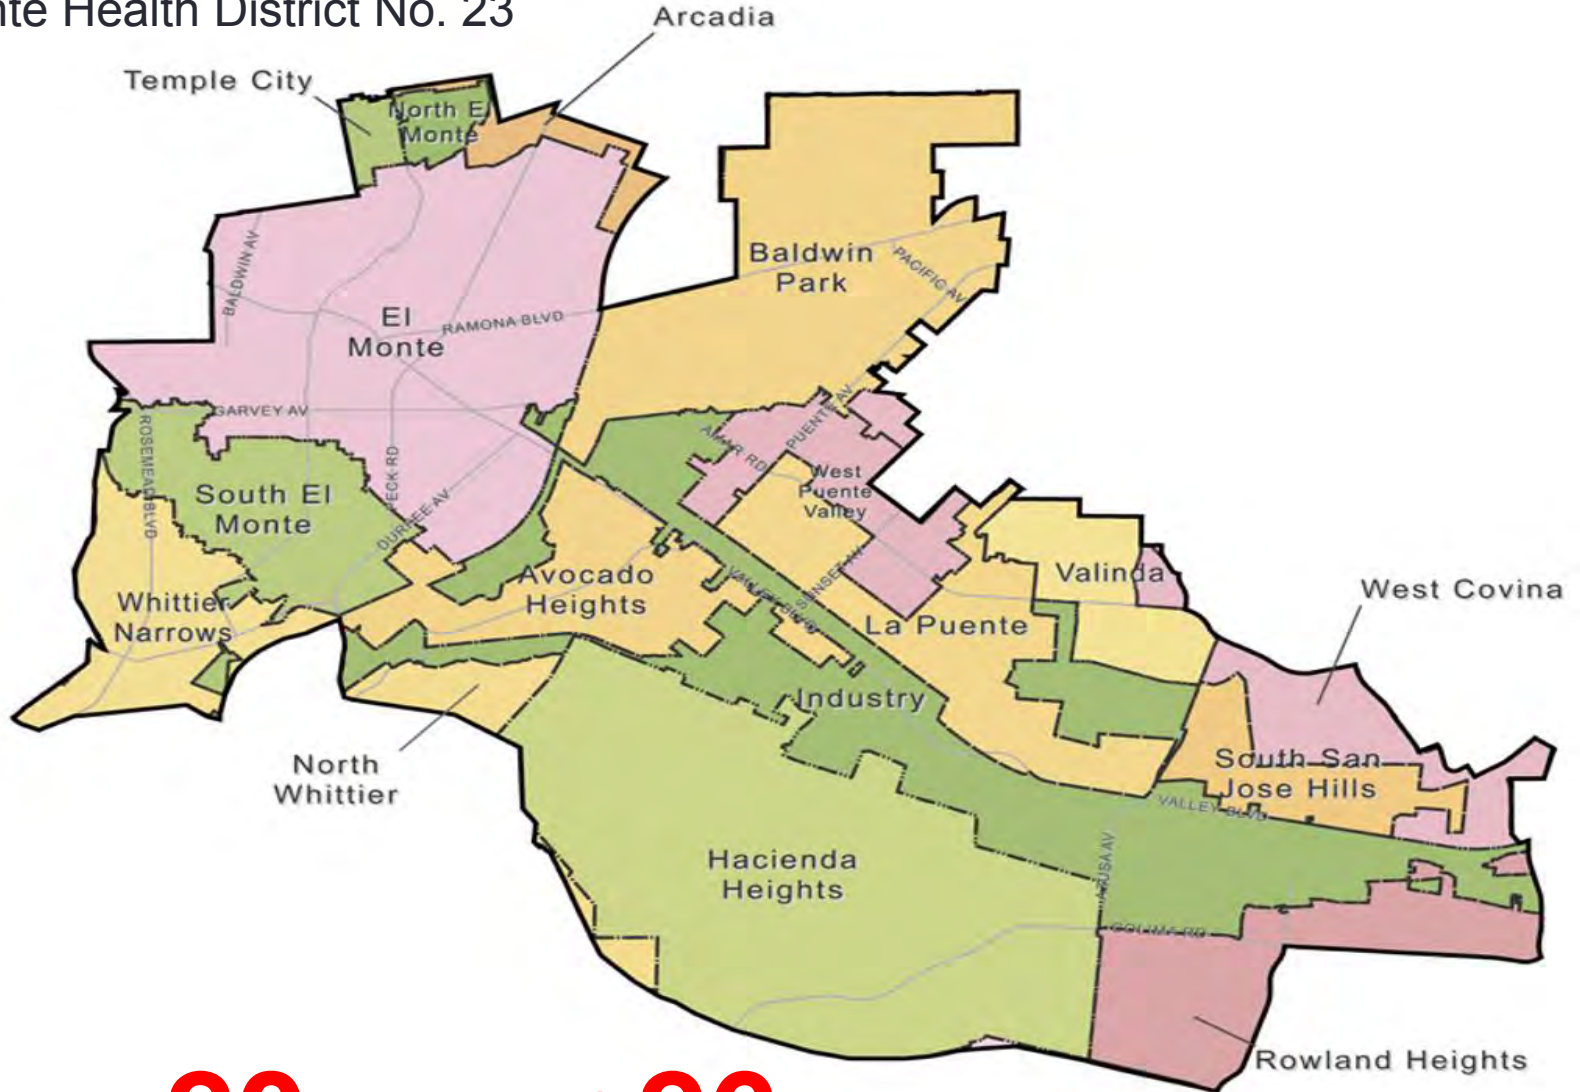 nte Health District No. 23
Arcadia
Temple City
North El
Monte
BALDWIN AV
Baldwin
Park
PACIFIC AV
El
Monte
RAMONA BLVD
GARVEY AV
PUENTE AV
AMAR RD
ROSEMEAD BLVD
PECK RD
West
Puente
Valley
South El
Monte
DURFEE AV
Avocado
Heights
VALLEY BLVD
SUNSET AV
Valinda
West Covina
Whittier
Narrows
La Puente
Industry
North
Whittier
South San
Jose Hills
VALLEY BLVD
Hacienda
Heights
AZUSA AV
COLIMA RD
Rowland Heights